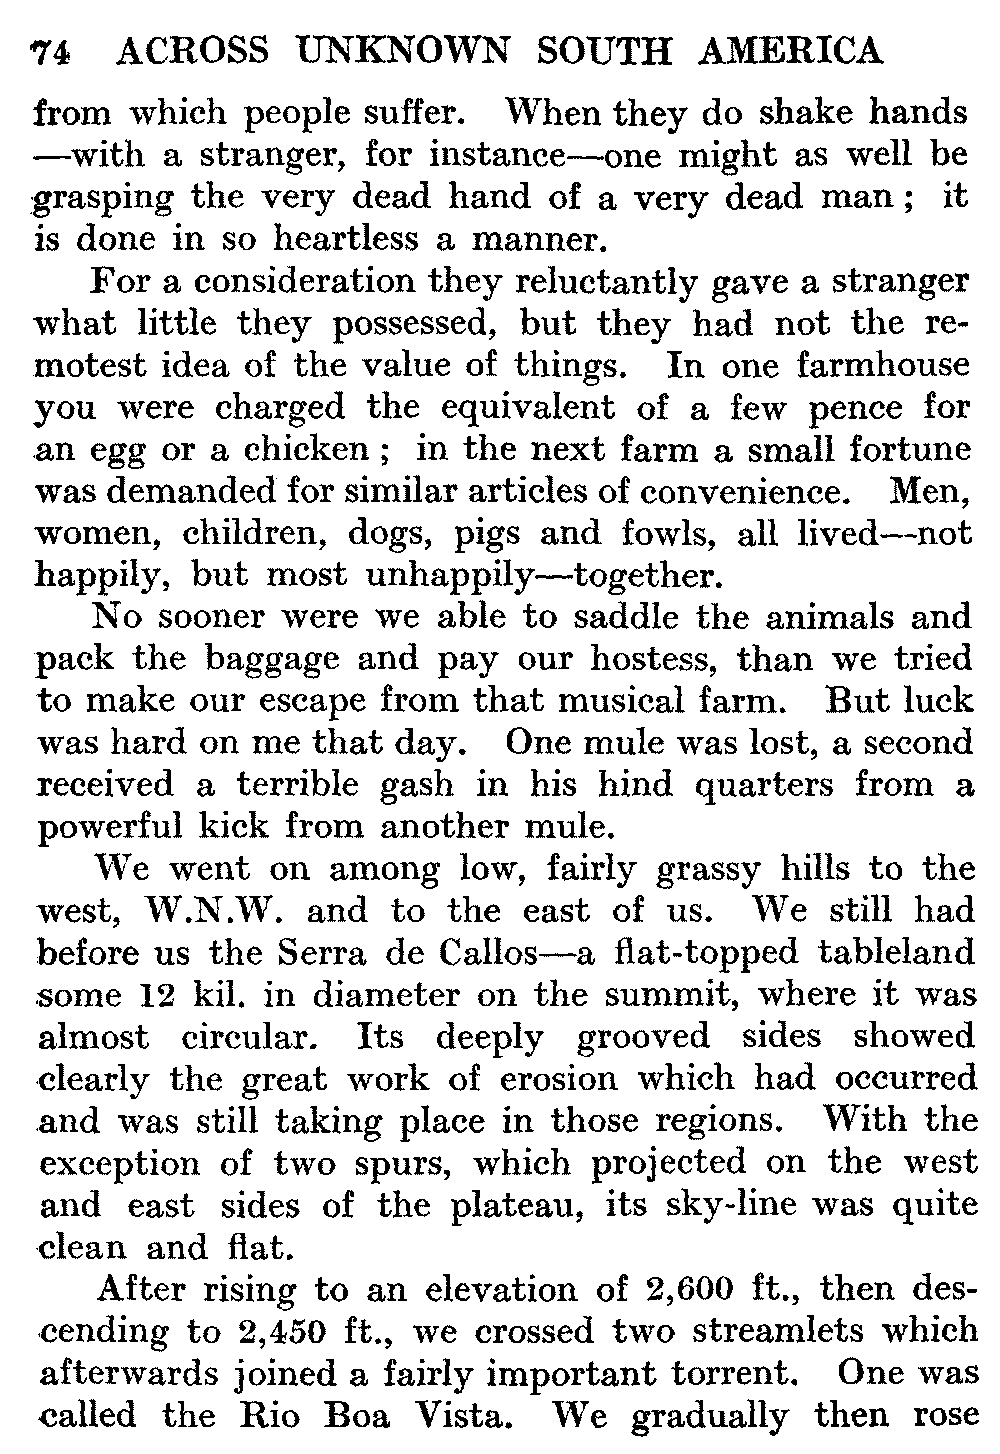 74 ACROSS UNKNOWN SOUTH AMERICA
from which people suffer. When they do shake hands
—with a stranger, for instance—one might as well be
grasping the very dead hand of a very dead man ; it
is done in so heartless a manner.
For a consideration they reluctantly gave a stranger
what little they possessed, but they had not the re-
motest idea of the value of things. In one farmhouse
you were charged the equivalent of a few pence for
an egg or a chicken ; in the next farm a small fortune
was demanded for similar articles of convenience. Men,
women, children, dogs, pigs and fowls, all lived—not
happily, but most unhappily—together.
No sooner were we able to saddle the animals and
pack the baggage and pay our hostess, than we tried
to make our escape from that musical farm. But luck
was hard on me that day. One mule was lost, a second
received a terrible gash in his hind quarters from a
powerful kick from another mule.
We went on among low, fairly grassy hills to the
west, W.N.W. and to the east of us. We still had
before us the Serra de Callos—a flat-topped tableland
some 12 kil. in diameter on the summit, where it was
almost circular. Its deeply grooved sides showed
clearly the great work of erosion which had occurred
and was still taking place in those regions. With the
exception of two spurs, which projected on the west
and east sides of the plateau, its sky-line was quite
clean and flat.
After rising to an elevation of 2,600 ft., then des-
cending to 2,450 ft., we crossed two streamlets which
afterwards joined a fairly important torrent. One was
called the Rio Boa Vista. We gradually then rose